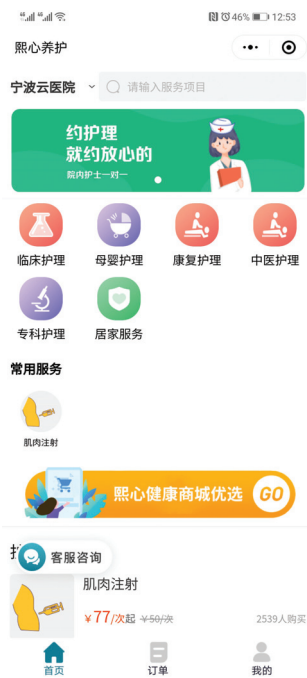 46% 12:53
熙心养护
宁波云医院 请输入服务项目
约护理
就约放心的
院内护士一对一
临床护理 母婴护理 康复护理 中医护理
专科护理 居家服务
常用服务
肌肉注射
熙心健康商城优选 GO
客服咨询
肌肉注射
¥77/次起 ¥50/次 2539人购买
首页 订单 我的